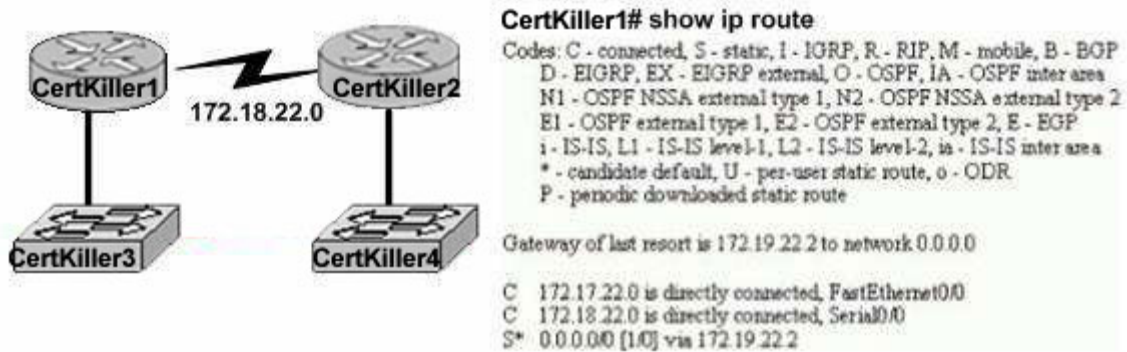 CertKiller1
CertKiller2
172.18.22.0
CertKiller3
CertKiller4
CertKiller1# show ip route
Codes: C - connected, S - static, I - IGRP, R - RIP, M - mobile, B - BGP
D - EIGRP, EX - EIGRP external, O - OSPF, IA - OSPF inter area
N1 - OSPF NSSA external type 1, N2 - OSPF NSSA external type 2
E1 - OSPF external type 1, E2 - OSPF external type 2, E - EGP
i - IS-IS, L1 - IS-IS level-1, L2 - IS-IS level-2, ia - IS-IS inter area
* - candidate default, U - per-user static route, o - ODR
P - periodic downloaded static route
Gateway of last resort is 172.19.22.2 to network 0.0.0.0
C 172.17.22.0 is directly connected, FastEthernet0/0
C 172.18.22.0 is directly connected, Serial0/0
S* 0.0.0.0/0 [1/0] via 172.19.22.2